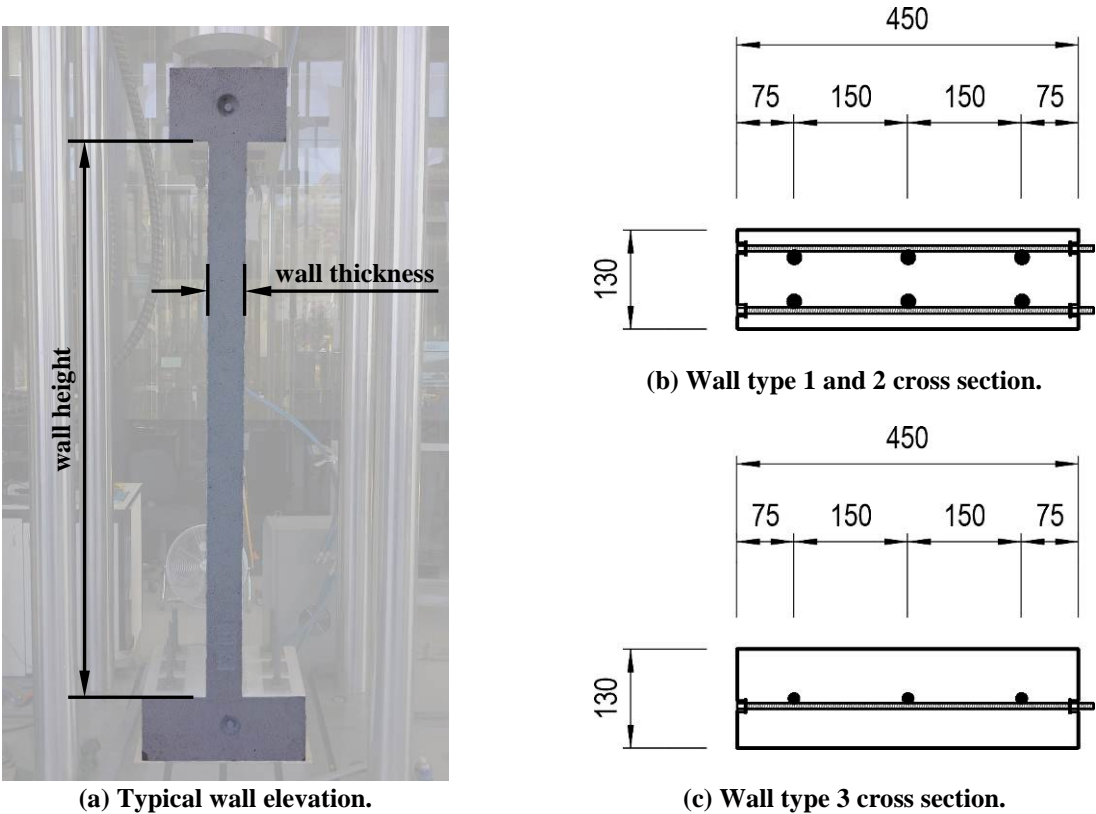 wall thickness
wall height
(a) Typical wall elevation.
450
75 150 150 75
130
(b) Wall type 1 and 2 cross section.
450
75 150 150 75
130
(c) Wall type 3 cross section.